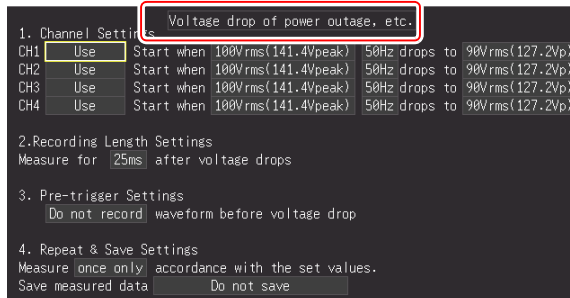 Voltage drop of power outage, etc.
1. Channel Settings
CH1 Use Start when 100Vrms(141.4Vpeak) 50Hz drops to 90Vrms(127.2Vp)
CH2 Use Start when 100Vrms(141.4Vpeak) 50Hz drops to 90Vrms(127.2Vp)
CH3 Use Start when 100Vrms(141.4Vpeak) 50Hz drops to 90Vrms(127.2Vp)
CH4 Use Start when 100Vrms(141.4Vpeak) 50Hz drops to 90Vrms(127.2Vp)
2.Recording Length Settings
Measure for 25ms after voltage drops
3. Pre-trigger Settings
Do not record waveform before voltage drop
4. Repeat & Save Settings
Measure once only accordance with the set values.
Save measured data Do not save